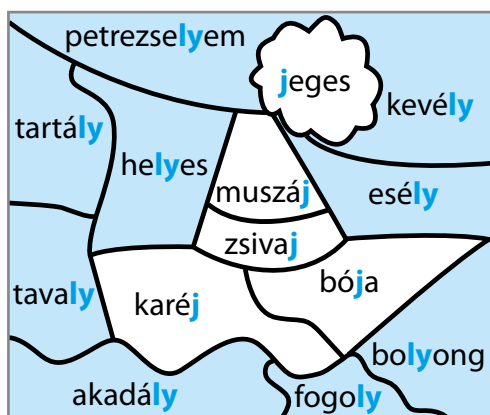 petrezselyem
jeges
kevély
tartály
helyes
muszáj
esély
zsivaj
tavaly
karéj
bója
bolyong
akadály
fogoly